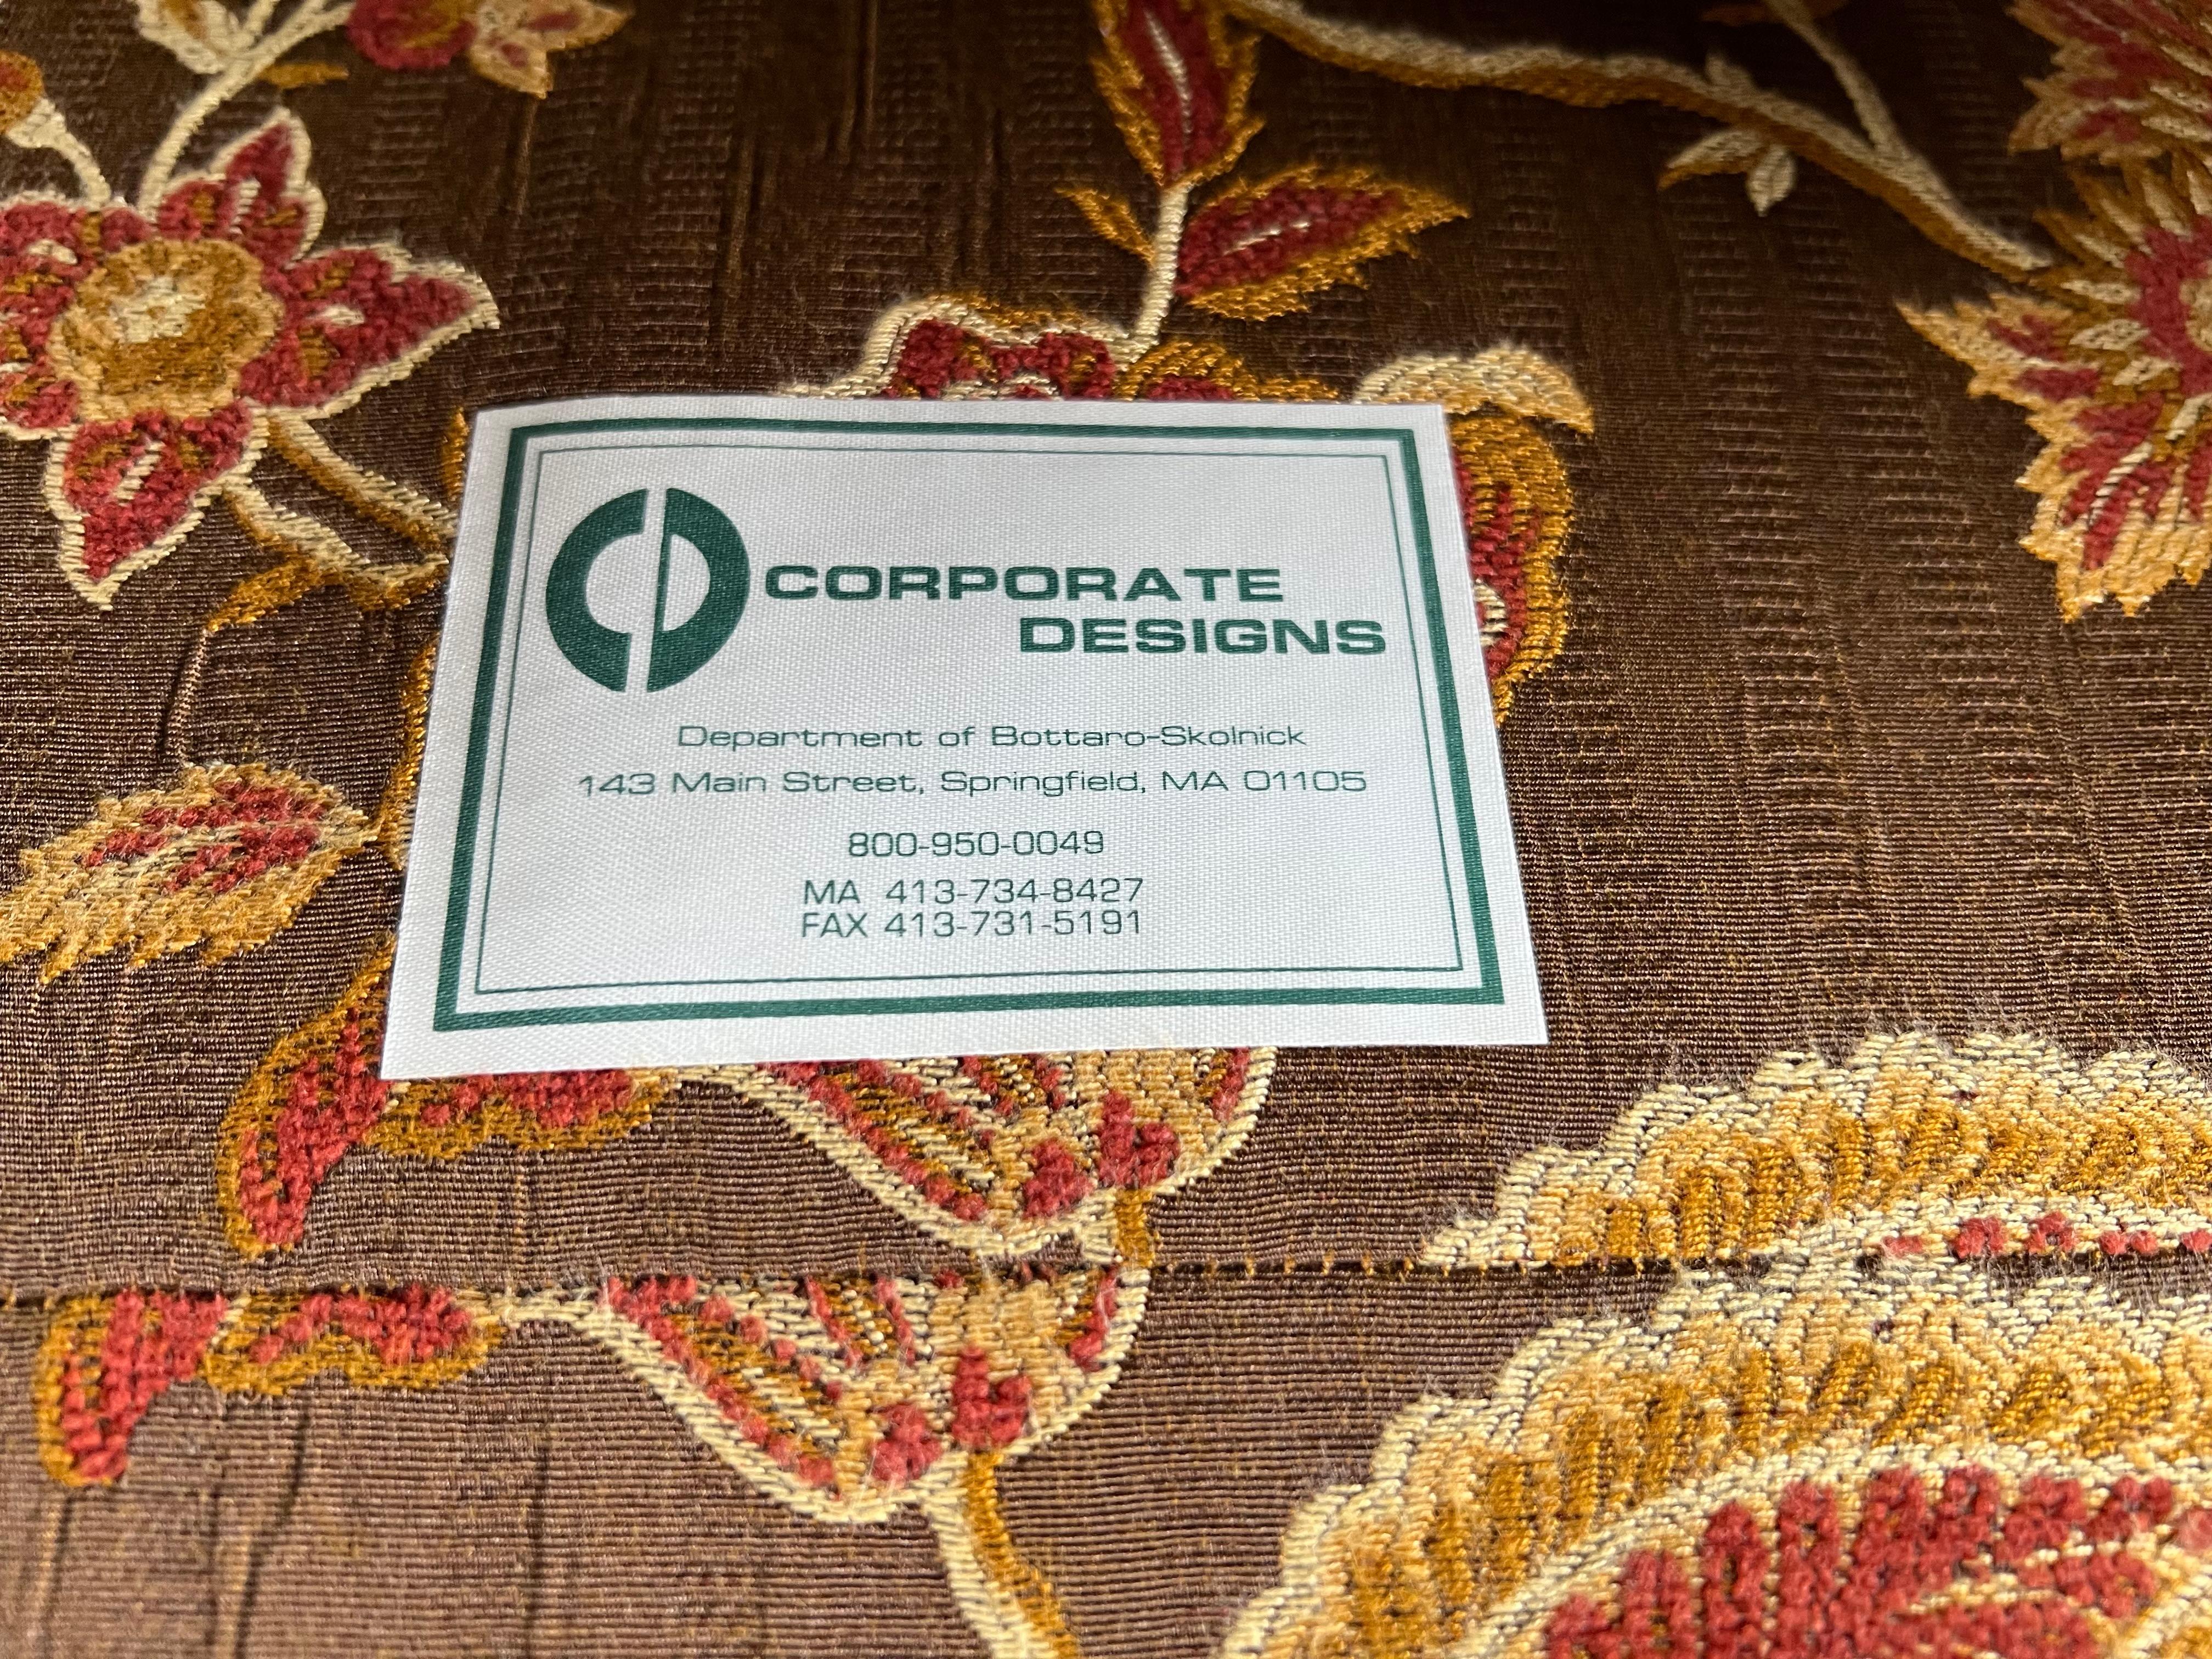 CD CORPORATE
DESIGNS
Department of Bottaro-Skolnick
143 Main Street, Springfield, MA 01105
800-950-0049
MA 413-734-8427
FAX 413-731-5191